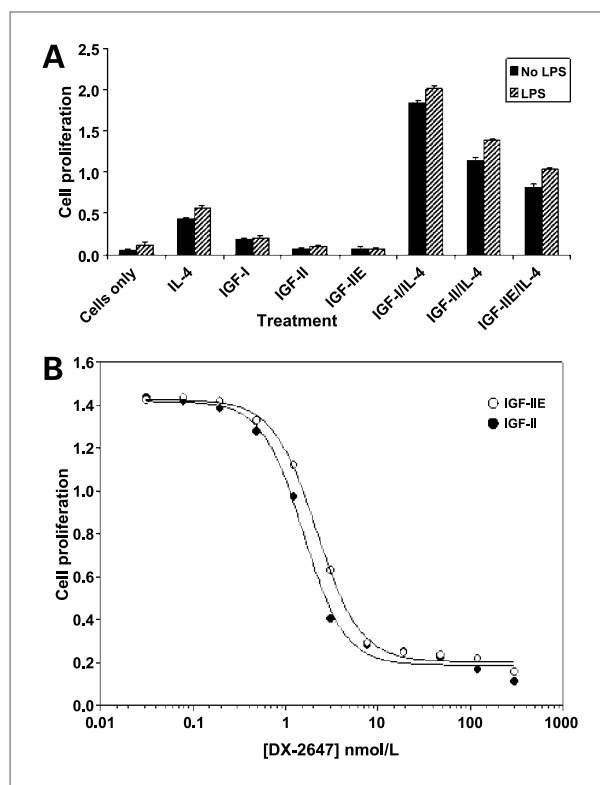 A
No LPS
LPS
2.5
2.0
1.5
1.0
0.5
0.0
Cell proliferation
Cells only
IL-4
IGF-I
IGF-II
IGF-IIE
IGF-I/IL-4
IGF-II/IL-4
IGF-IIE/IL-4
Treatment
B
IGF-IIE
IGF-II
1.6
1.4
1.2
1.0
0.8
0.6
0.4
0.2
0.0
Cell proliferation
0.01
0.1
1
10
100
1000
[DX-2647] nmol/L